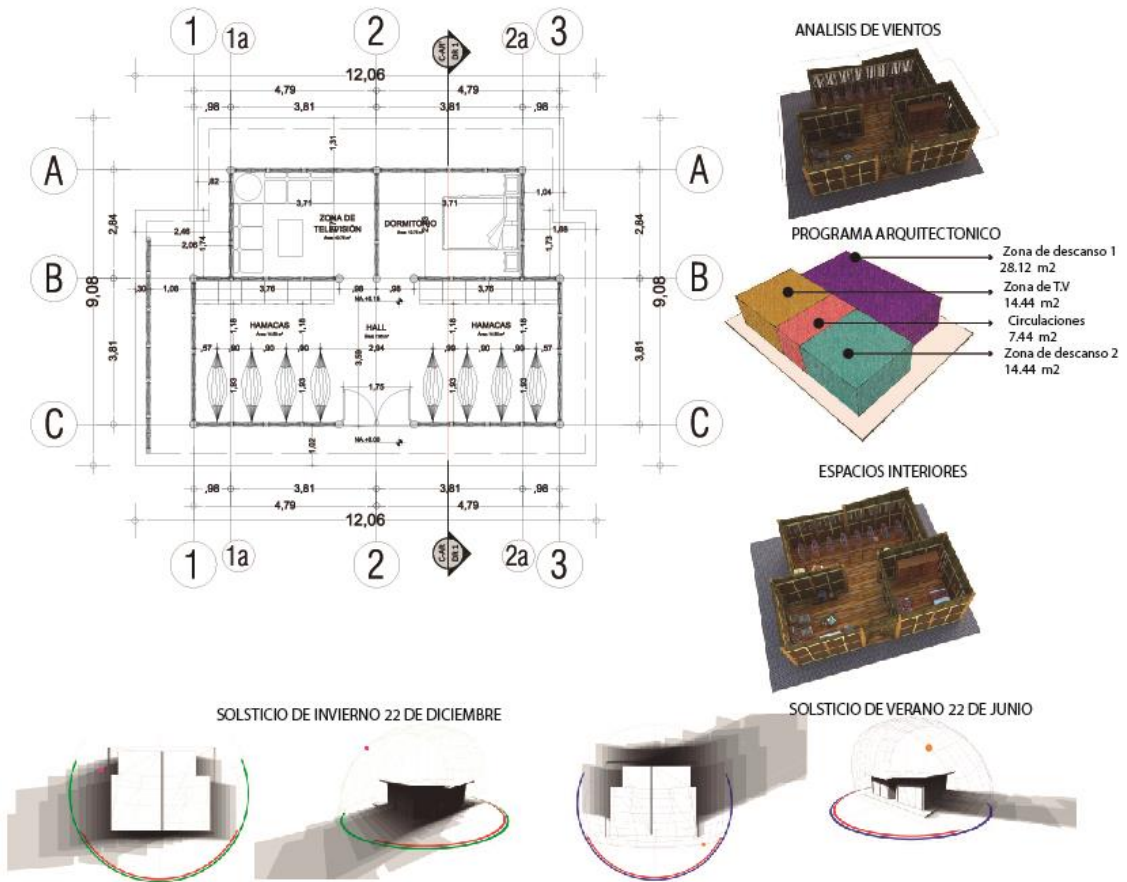 1
1a
2
2a
3
C-AR'
DR 1
12,06
4,79
4,79
,98
3,81
3,81
,98
A
A
B
B
C
C
9,08
2,84
3,81
9,08
2,84
3,81
1,31
,82
1,04
2,46
2,06
1,74
1,73
3,71
3,71
ZONA DE
TELEVISIÓN
DORMITORIO
,30
1,08
3,76
,98
,98
3,76
1,18
1,18
HAMACAS
HALL
HAMACAS
,57
,90
,90
,90
2,94
,90
,90
,90
,57
3,59
1,93
1,93
1,93
1,93
1,75
1,02
,98
3,81
3,81
,98
4,79
4,79
12,06
1
1a
2
2a
3
C-AR'
DR 1
ANALISIS DE VIENTOS
PROGRAMA ARQUITECTONICO
Zona de descanso 1
28.12 m2
Zona de T.V
14.44 m2
Circulaciones
7.44 m2
Zona de descanso 2
14.44 m2
ESPACIOS INTERIORES
SOLSTICIO DE INVIERNO 22 DE DICIEMBRE
SOLSTICIO DE VERANO 22 DE JUNIO